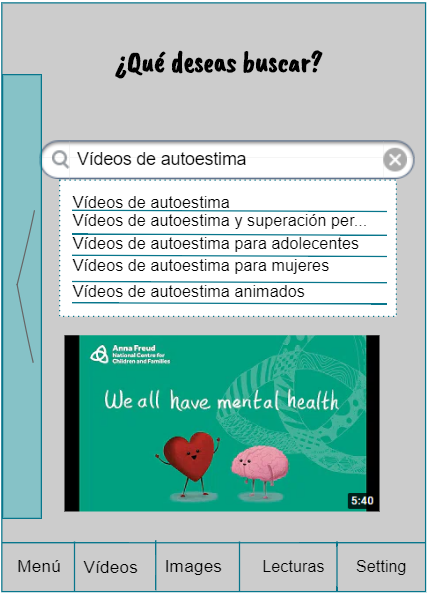 ¿Qué deseas buscar?
Vídeos de autoestima
Vídeos de autoestima
Vídeos de autoestima y superación per...
Vídeos de autoestima para adolecentes
Vídeos de autoestima para mujeres
Vídeos de autoestima animados
Anna Freud
National Centre for
Children and Families
We all have mental health
5:40
Menú
Vídeos
Images
Lecturas
Setting